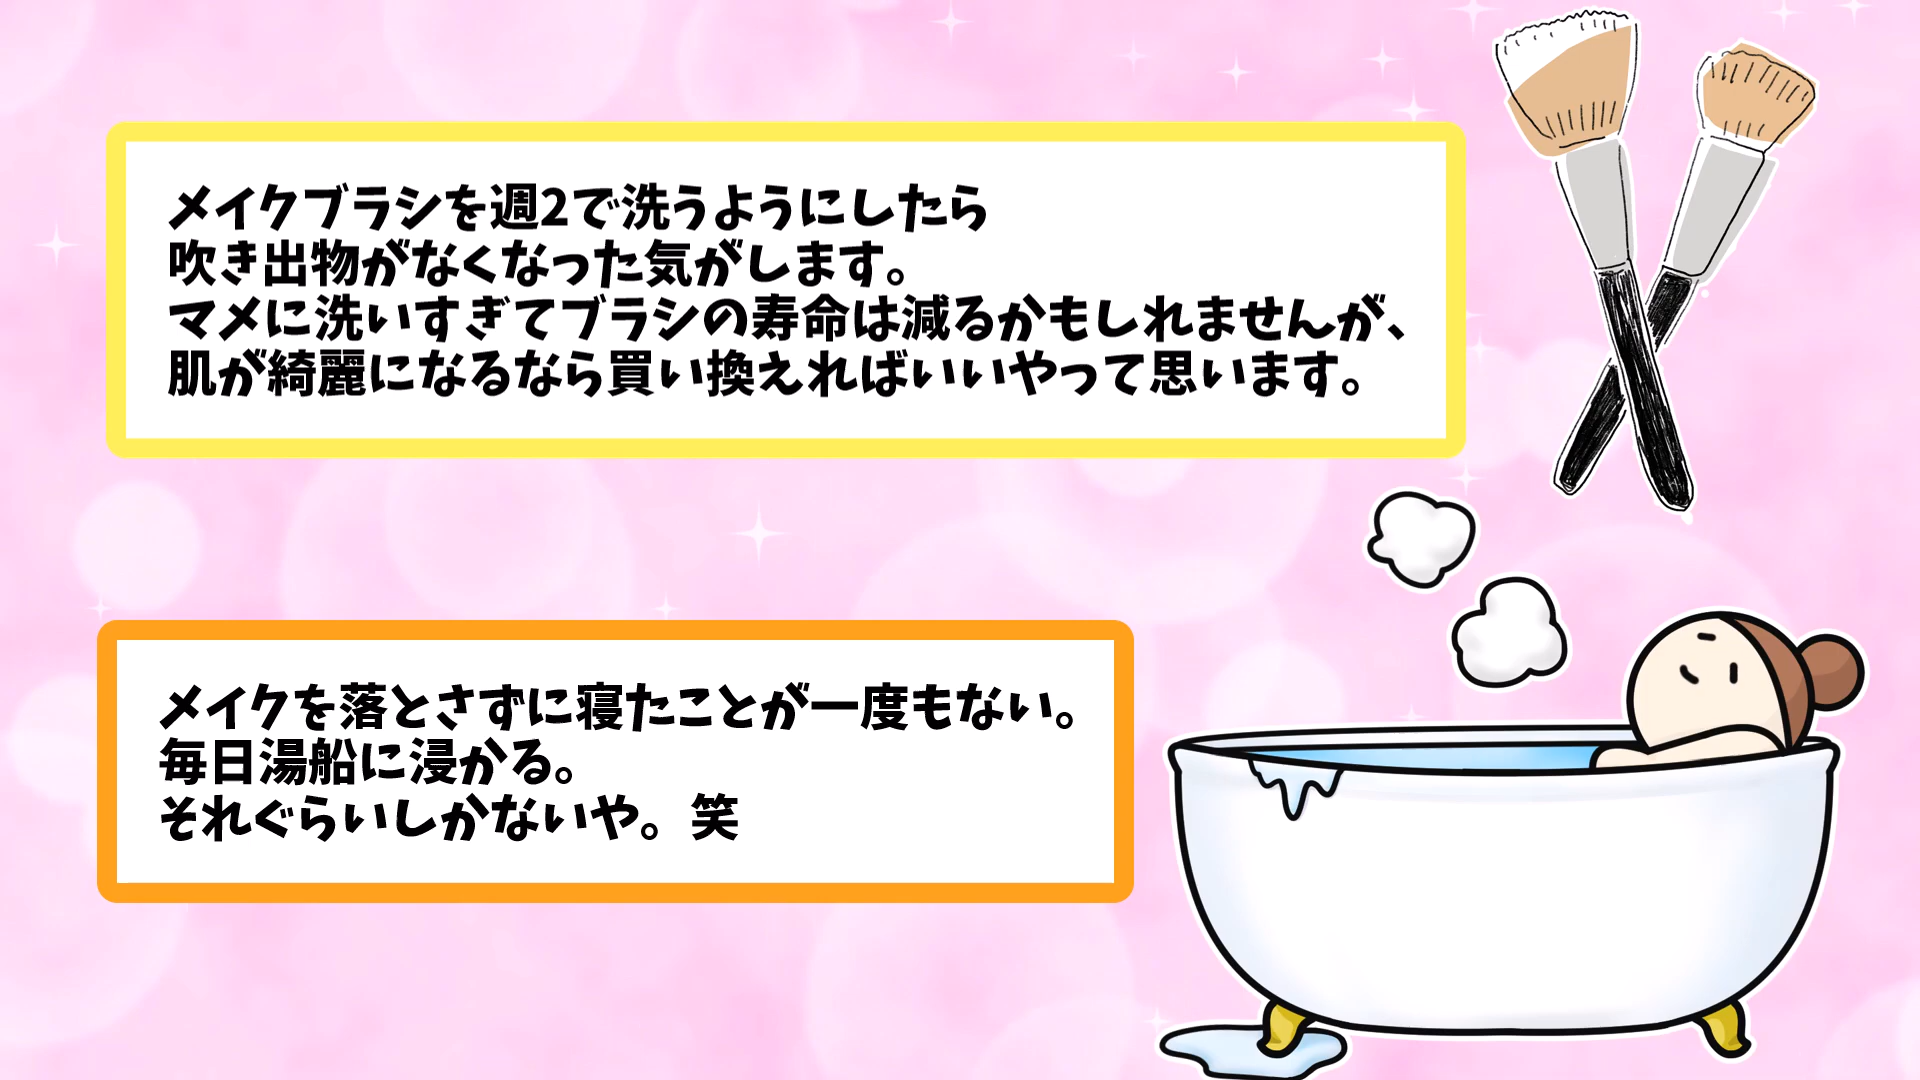 メイクブラシを週2で洗うようにしたら
吹き出物がなくなった気がします。
マメに洗いすぎてブラシの寿命は減るかもしれませんが、
肌が綺麗になるなら買い換えればいいやって思います。
メイクを落とさずに寝たことが一度もない。
毎日湯船に浸かる。
それぐらいしかないや。笑